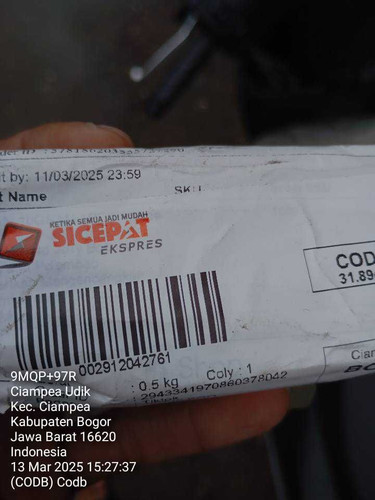 t by: 11/03/2025 23:59
t Name
SKU
KETIKA SEMUA JADI MUDAH
SICEPAT
EKSPRES
COD
31.89
002912042761
: 0.5 kg
Coly : 1
: 294334197086037804​2
9MQP+97R
Ciampea Udik
Kec. Ciampea
Kabupaten Bogor
Jawa Barat 16620
Indonesia
13 Mar 2025 15:27:37
(CODB) Codb